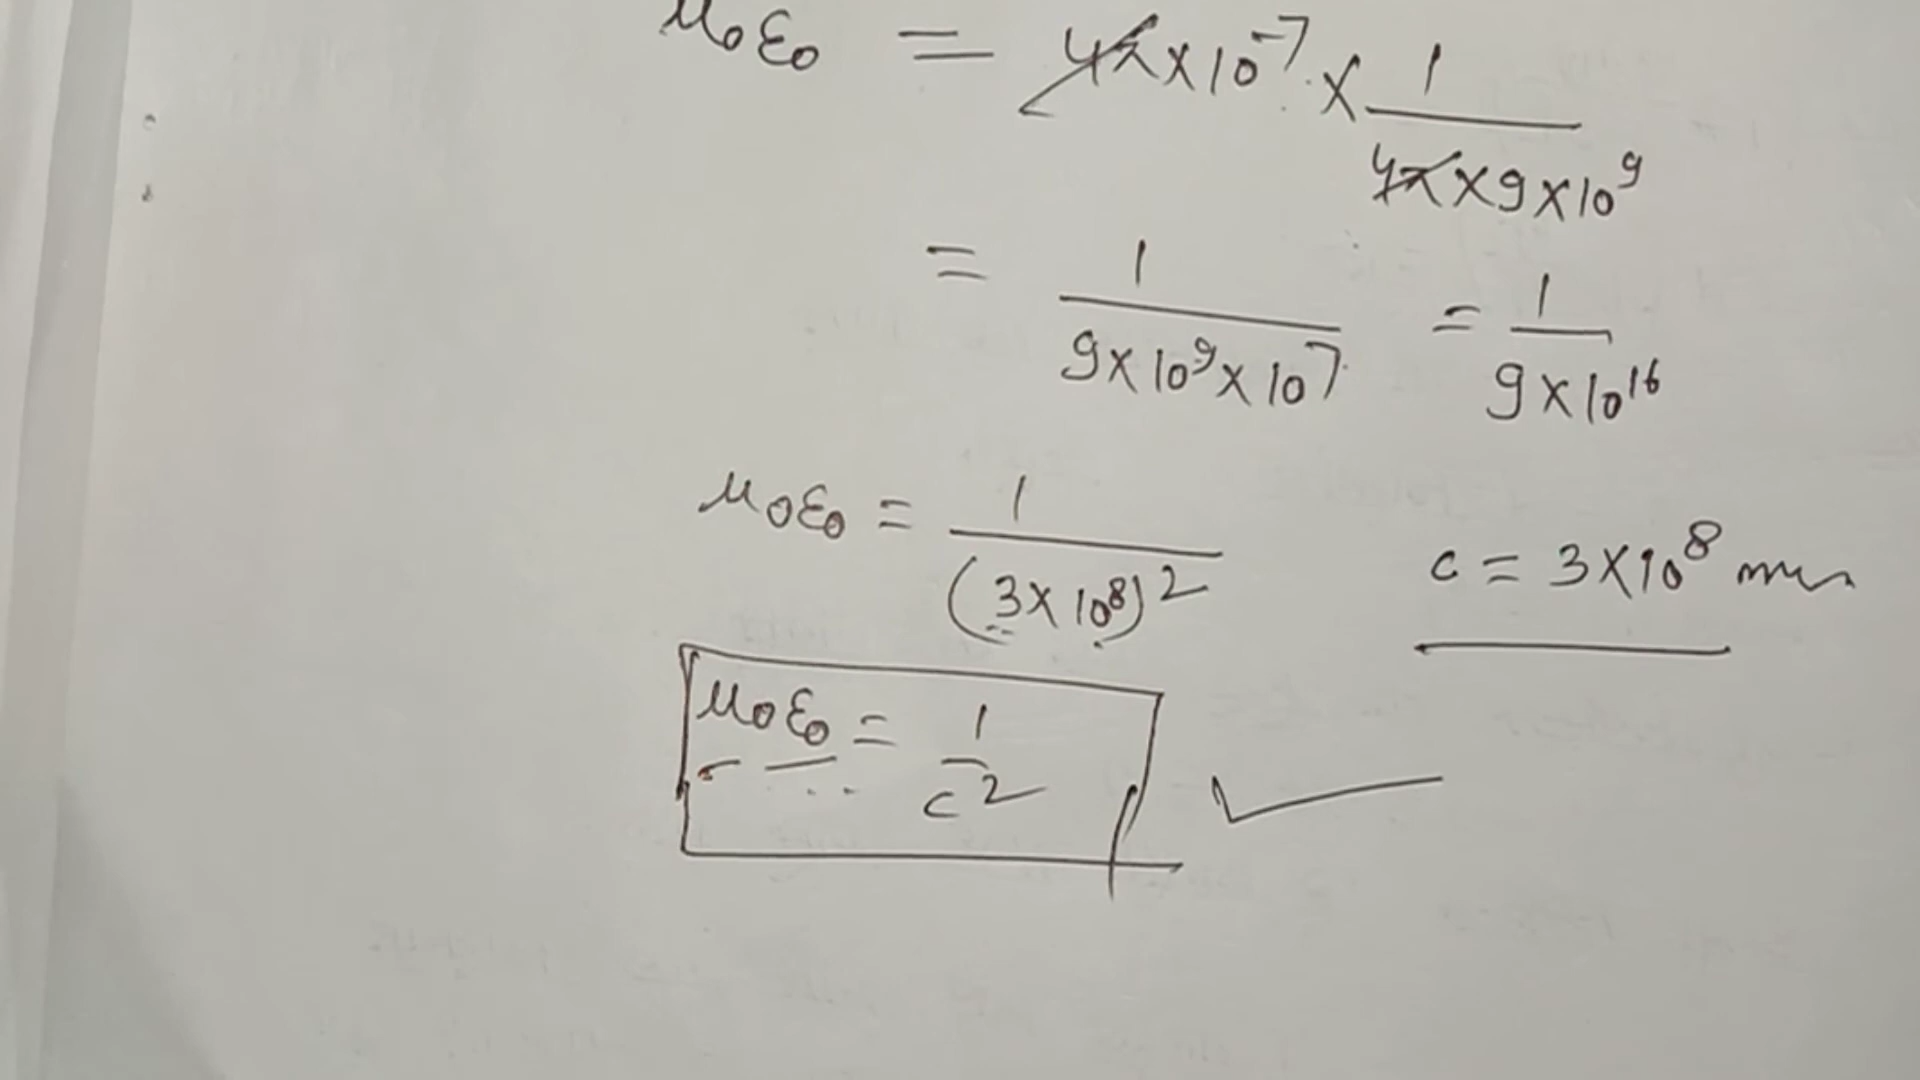 μ₀ε₀ = 4π×10⁻⁷ × 1/(4π×9×10⁹)
= 1/(9×10⁹×10⁷) = 1/(9×10¹⁶)
μ₀ε₀ = 1/(3×10⁸)² c = 3×10⁸
μ₀ε₀ = 1/c²